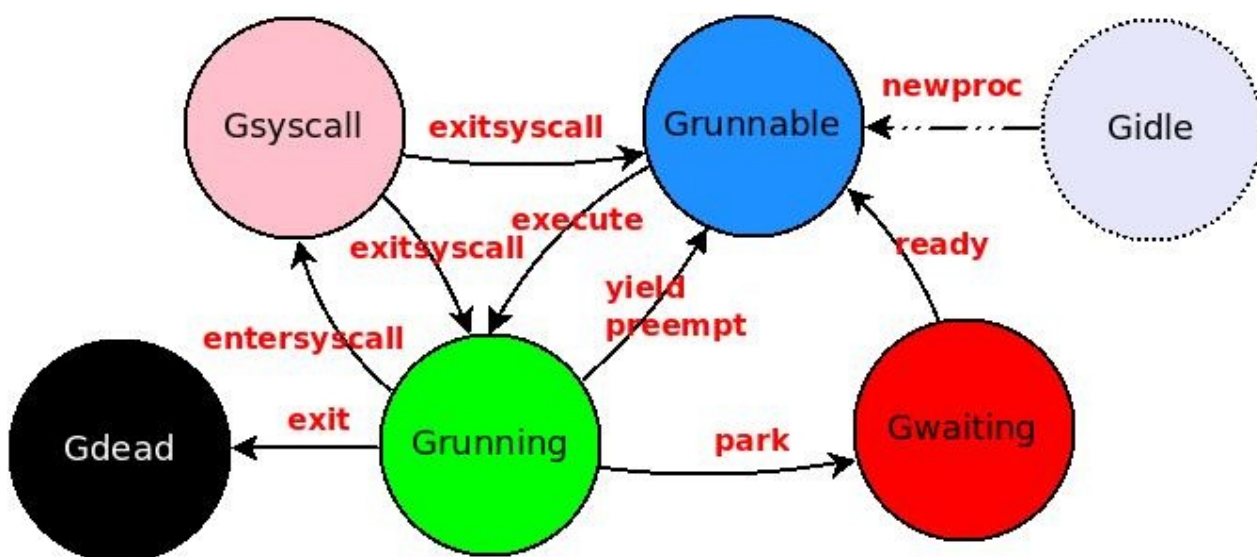 newproc
Gsyscall
exitsyscall
Grunnable
Gidle
execute
exitsyscall
ready
yield
preempt
entersyscall
exit
Gdead
Grunning
park
Gwaiting